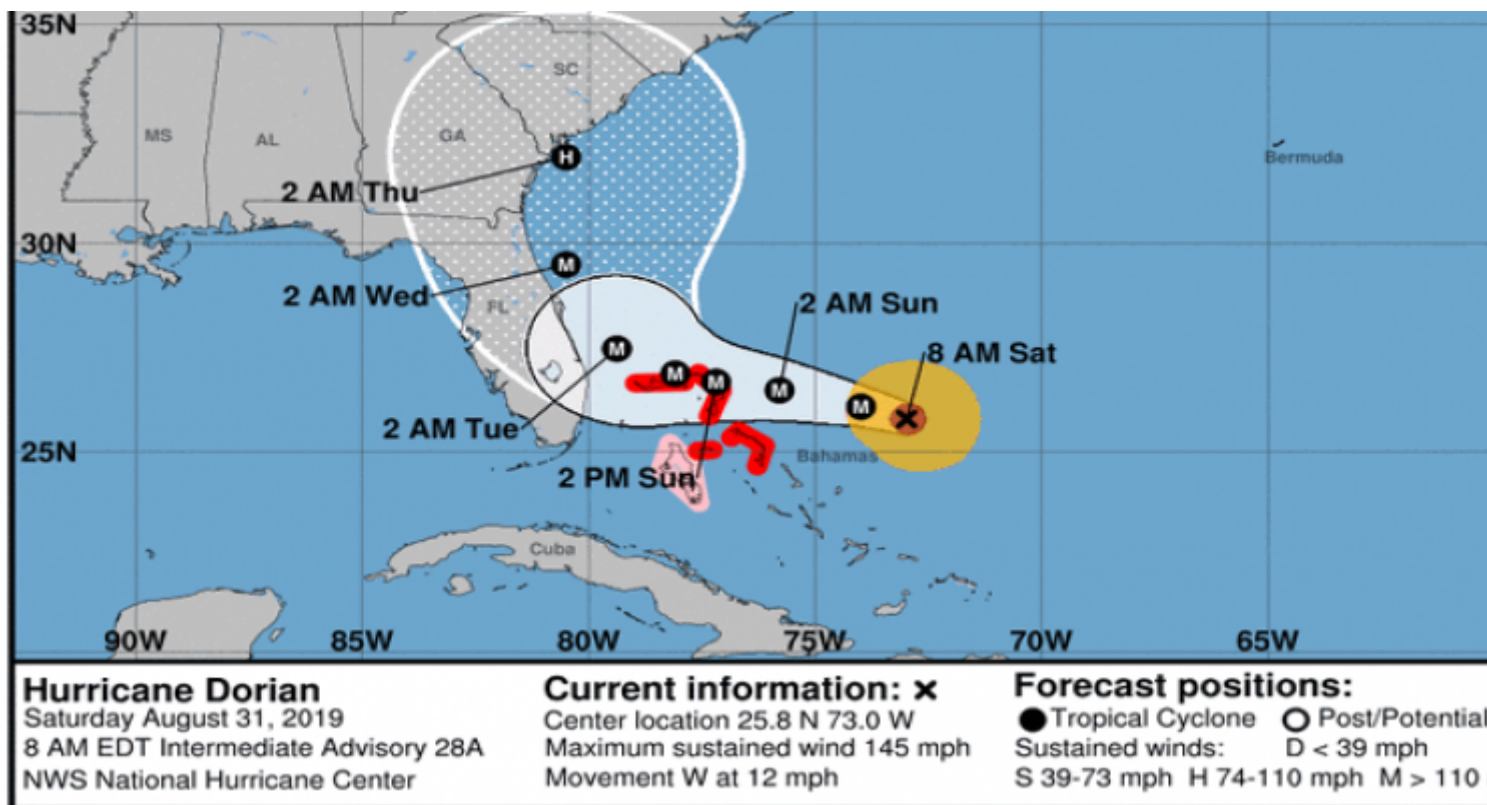 35N
SC
MS
AL
GA
H
Bermuda
2 AM Thu
30N
M
2 AM Wed
FL
2 AM Sun
M
8 AM Sat
M
M
M
M
2 AM Tue
25N
Bahamas
2 PM Sun
Cuba
90W
85W
80W
75W
70W
65W
Hurricane Dorian
Saturday August 31, 2019
8 AM EDT Intermediate Advisory 28A
NWS National Hurricane Center
Current information: ×
Center location 25.8 N 73.0 W
Maximum sustained wind 145 mph
Movement W at 12 mph
Forecast positions:
Tropical Cyclone
Post/Potential
Sustained winds: D < 39 mph
S 39-73 mph H 74-110 mph M > 110